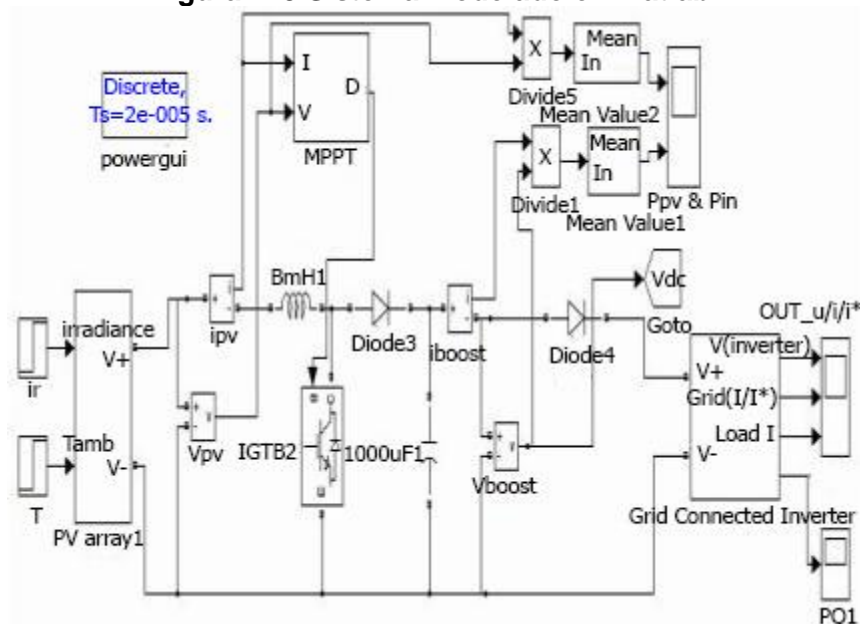 Discrete,
Ts=2e-005 s.
powergui
I
V
D
MPPT
X
Divide5
Mean
In
Mean Value2
X
Divide1
Mean
In
Mean Value1
Ppv & Pin
ir
T
irradiance
V+
Tamb
V-
PV array1
i
+
-
ipv
+
-
v
Vpv
BmH1
IGTB2
Diode3
1000uF1
i
+
-
iboost
+
-
v
Vboost
Diode4
Vdc
Goto
V(inverter)
V+
Grid(I/I*)
Load I
V-
Grid Connected Inverter
OUT_u/i/i*
PO1